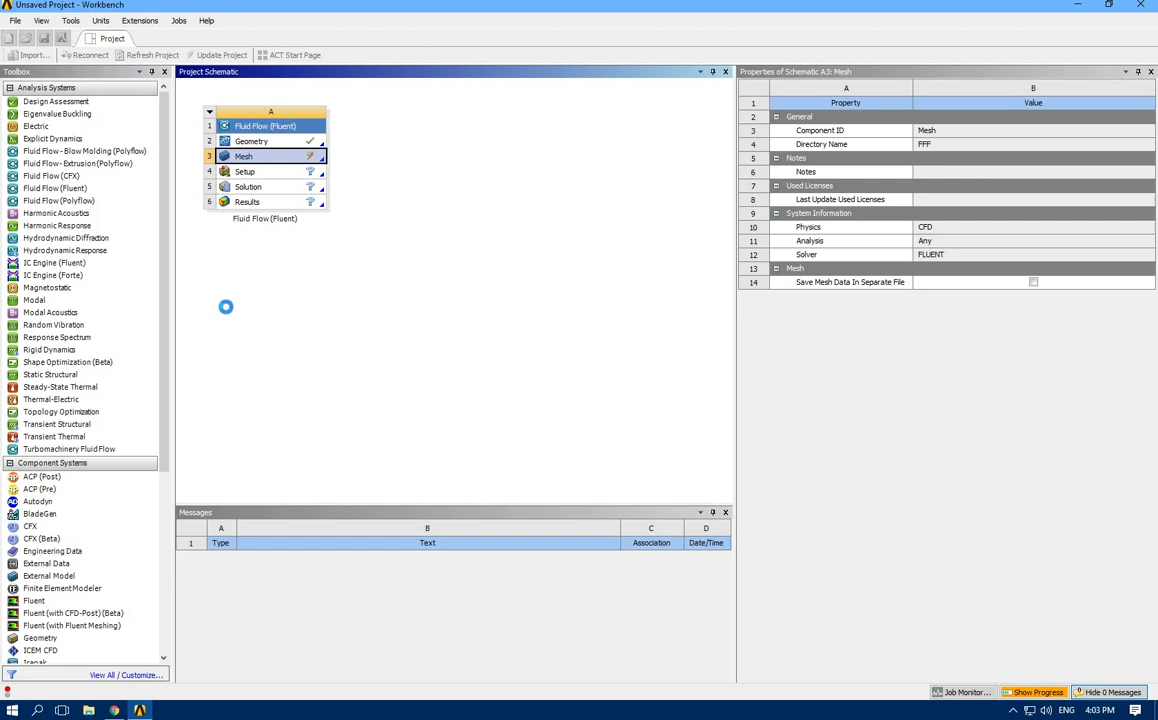 Unsaved Project - Workbench
File View Tools Units Extensions Jobs Help
Project
Import... Reconnect Refresh Project Update Project ACT Start Page
Toolbox
Analysis Systems
Design Assessment
Eigenvalue Buckling
Electric
Explicit Dynamics
Fluid Flow - Blow Molding (Polyflow)
Fluid Flow- Extrusion (Polyflow)
Fluid Flow (CFX)
Fluid Flow (Fluent)
Fluid Flow (Polyflow)
Harmonic Acoustics
Harmonic Response
Hydrodynamic Diffraction
Hydrodynamic Response
IC Engine (Fluent)
IC Engine (Forte)
Magnetostatic
Modal
Modal Acoustics
Random Vibration
Response Spectrum
Rigid Dynamics
Shape Optimization (Beta)
Static Structural
Steady-State Thermal
Thermal-Electric
Topology Optimization
Transient Structural
Transient Thermal
Turbomachinery Fluid Flow
Component Systems
ACP (Post)
ACP (Pre)
Autodyn
BladeGen
CFX
CFX (Beta)
Engineering Data
External Data
External Model
Finite Element Modeler
Fluent
Fluent (with CFD-Post) (Beta)
Fluent (with Fluent Meshing)
Geometry
ICEM CFD
Icepak
View All / Customize...
Project Schematic
A
1 Fluid Flow (Fluent)
2 Geometry
3 Mesh
4 Setup ?
5 Solution ?
6 Results ?
Fluid Flow (Fluent)
Messages
A B C D
1 Type Text Association Date/Time
Properties of Schematic A3: Mesh
A B
1 Property Value
2 General
3 Component ID Mesh
4 Directory Name FFF
5 Notes
6 Notes
7 Used Licenses
8 Last Update Used Licenses
9 System Information
10 Physics CFD
11 Analysis Any
12 Solver FLUENT
13 Mesh
14 Save Mesh Data In Separate File
Job Monitor... Show Progress Hide 0 Messages
ENG 4:03 PM